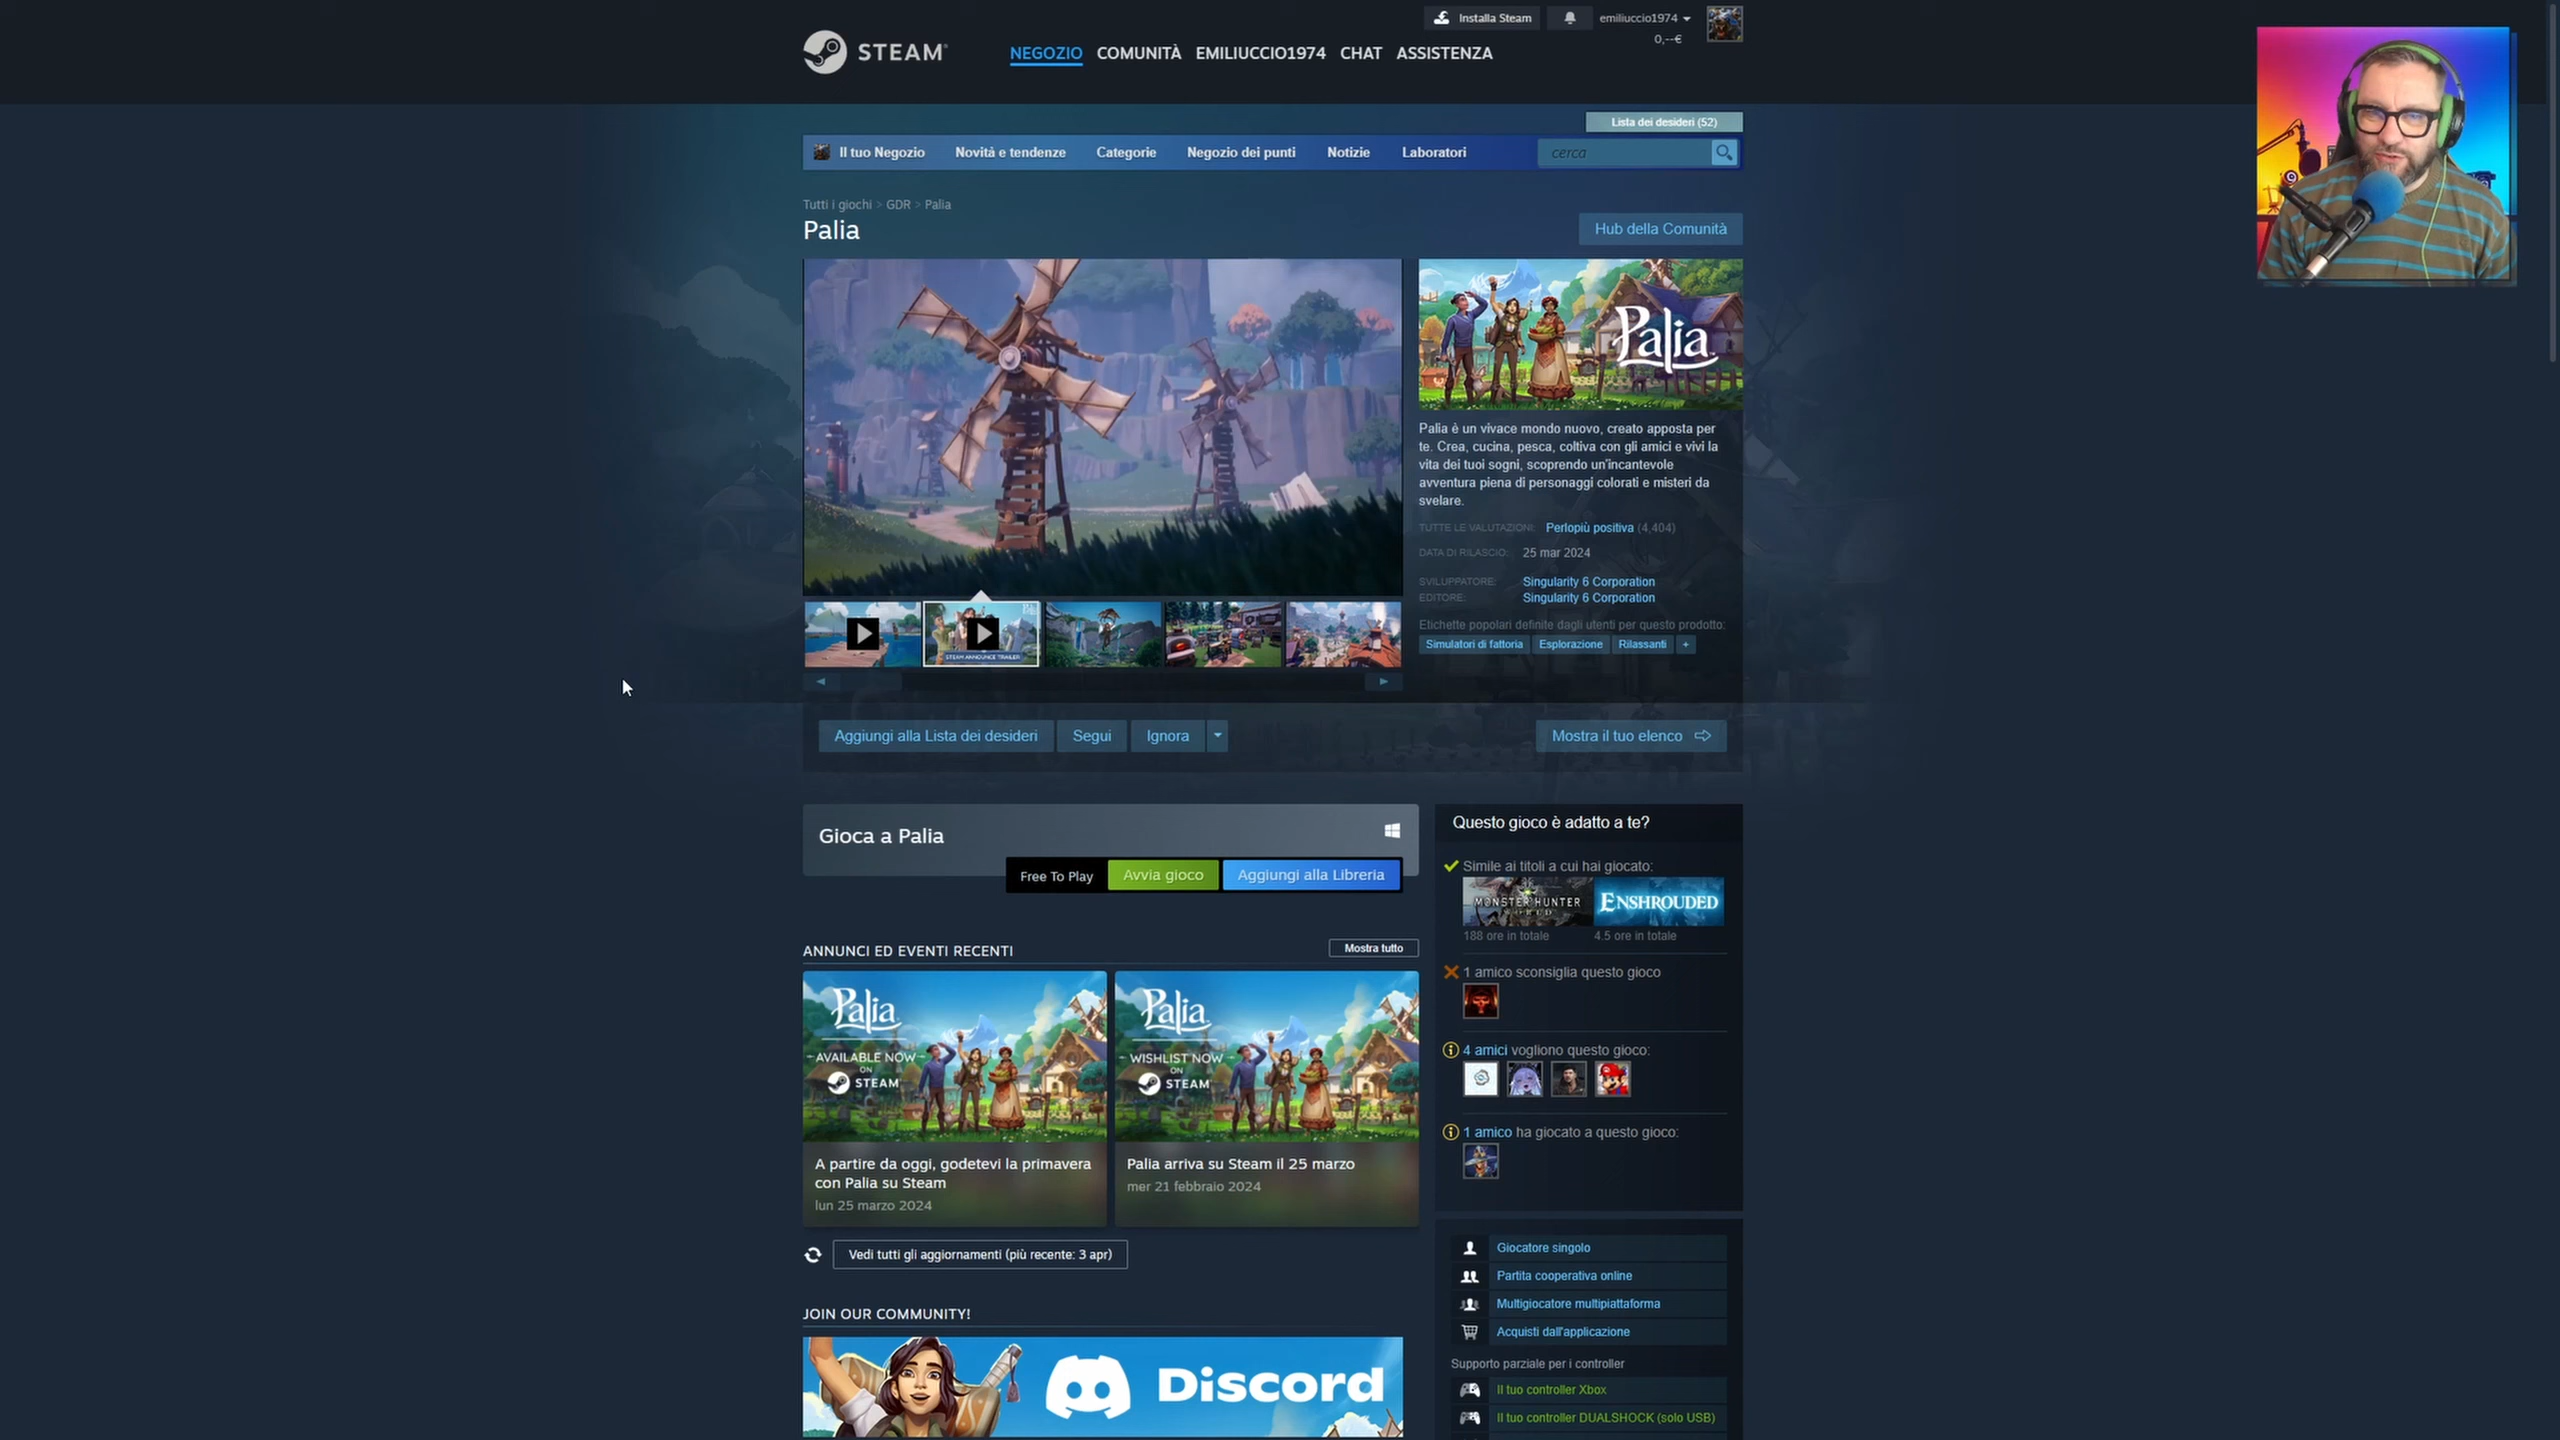 Installa Steam
emiliuccio1974
0,--€
STEAM
NEGOZIO COMUNITÀ EMILIUCCIO1974 CHAT ASSISTENZA
Lista dei desideri (52)
Il tuo Negozio Novità e tendenze Categorie Negozio dei punti Notizie Laboratori cerca
Tutti i giochi > GDR > Palia
Palia
Hub della Comunità
Palia
Palia è un vivace mondo nuovo, creato apposta per
te. Crea, cucina, pesca, coltiva con gli amici e vivi la
vita dei tuoi sogni, scoprendo un'incantevole
avventura piena di personaggi colorati e misteri da
svelare.
TUTTE LE VALUTAZIONI: Perlopiù positiva (4,404)
DATA DI RILASCIO: 25 mar 2024
SVILUPPATORE: Singularity 6 Corporation
EDITORE: Singularity 6 Corporation
Etichette popolari definite dagli utenti per questo prodotto:
Simulatori di fattoria Esplorazione Rilassanti +
STEAM ANNOUNCE TRAILER
Aggiungi alla Lista dei desideri Segui Ignora
Mostra il tuo elenco
Gioca a Palia
Free To Play Avvia gioco Aggiungi alla Libreria
Questo gioco è adatto a te?
Simile ai titoli a cui hai giocato:
MONSTER HUNTER WORLD
ENSHROUDED
188 ore in totale 4.5 ore in totale
1 amico sconsiglia questo gioco
4 amici vogliono questo gioco:
1 amico ha giocato a questo gioco:
ANNUNCI ED EVENTI RECENTI
Mostra tutto
Palia
AVAILABLE NOW
ON
STEAM
A partire da oggi, godetevi la primavera
con Palia su Steam
lun 25 marzo 2024
Palia
WISHLIST NOW
ON
STEAM
Palia arriva su Steam il 25 marzo
mer 21 febbraio 2024
Vedi tutti gli aggiornamenti (più recente: 3 apr)
JOIN OUR COMMUNITY!
Discord
Giocatore singolo
Partita cooperativa online
Multigiocatore multipiattaforma
Acquisti dall'applicazione
Supporto parziale per i controller
Il tuo controller Xbox
Il tuo controller DUALSHOCK (solo USB)